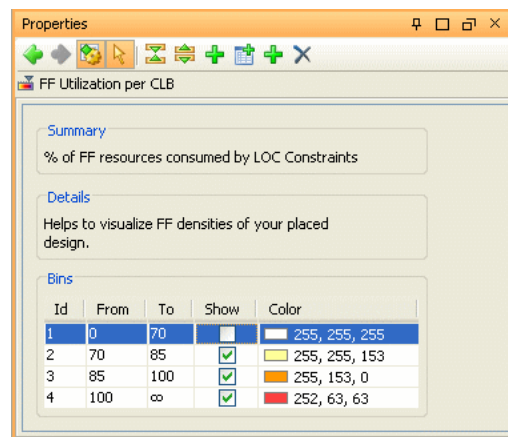 Properties
FF Utilization per CLB
Summary
% of FF resources consumed by LOC Constraints
Details
Helps to visualize FF densities of your placed
design.
Bins
Id From To Show Color
1 0 70 255, 255, 255
2 70 85 255, 255, 153
3 85 100 255, 153, 0
4 100 ∞ 252, 63, 63